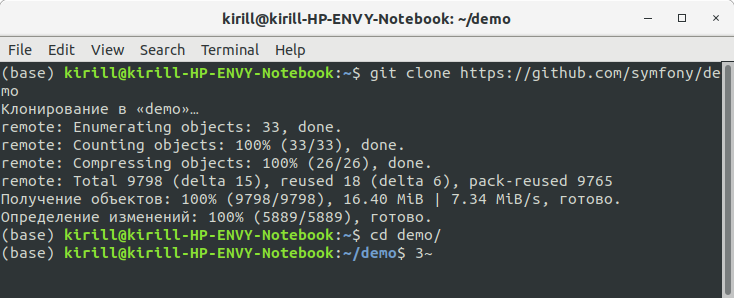 kirill@kirill-HP-ENVY-Notebook: ~/demo
File Edit View Search Terminal Help
(base) kirill@kirill-HP-ENVY-Notebook:~$ git clone https://github.com/symfony/de
mo
Клонирование в «demo»…
remote: Enumerating objects: 33, done.
remote: Counting objects: 100% (33/33), done.
remote: Compressing objects: 100% (26/26), done.
remote: Total 9798 (delta 15), reused 18 (delta 6), pack-reused 9765
Получение объектов: 100% (9798/9798), 16.40 MiB | 7.34 MiB/s, готово.
Определение изменений: 100% (5889/5889), готово.
(base) kirill@kirill-HP-ENVY-Notebook:~$ cd demo/
(base) kirill@kirill-HP-ENVY-Notebook:~/demo$ 3~